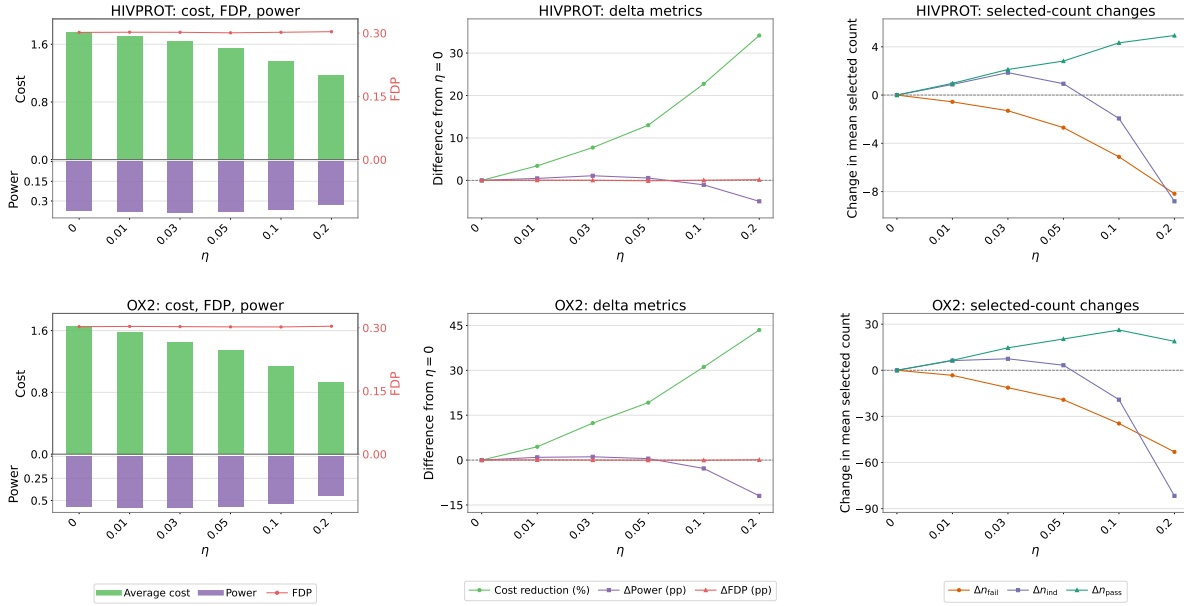 HIVPROT: cost, FDP, power
Cost
1.6
0.8
0.0
Power
0.15
0.3
0.30
0.15
0.00
FDP
0
0.01
0.03
0.05
0.1
0.2
η
HIVPROT: delta metrics
Difference from η = 0
30
20
10
0
0
0.01
0.03
0.05
0.1
0.2
η
HIVPROT: selected-count changes
Change in mean selected count
4
0
−4
−8
0
0.01
0.03
0.05
0.1
0.2
η
OX2: cost, FDP, power
Cost
1.6
0.8
0.0
Power
0.25
0.5
0.30
0.15
0.00
FDP
0
0.01
0.03
0.05
0.1
0.2
η
OX2: delta metrics
Difference from η = 0
45
30
15
0
−15
0
0.01
0.03
0.05
0.1
0.2
η
OX2: selected-count changes
Change in mean selected count
30
0
−30
−60
−90
0
0.01
0.03
0.05
0.1
0.2
η
Average cost Power FDP
Cost reduction (%) ΔPower (pp) ΔFDP (pp)
Δn_fail Δn_ind Δn_pass